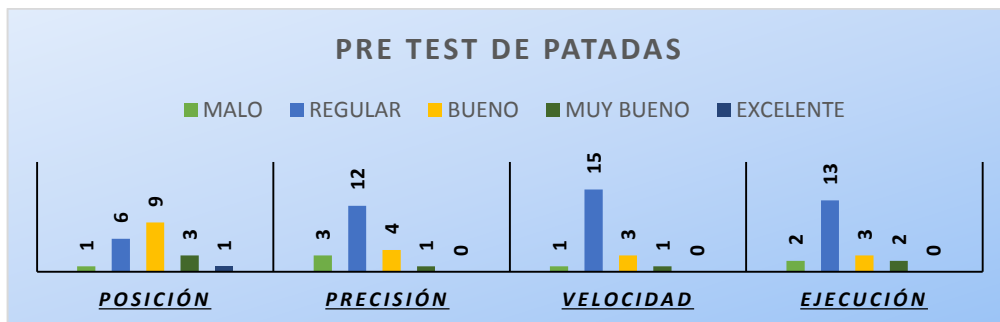 PRE TEST DE PATADAS
MALO REGULAR BUENO MUY BUENO EXCELENTE
1 6 9 3 1 3 12 4 1 0 1 15 3 1 0 2 13 3 2 0
POSICIÓN PRECISIÓN VELOCIDAD EJECUCIÓN